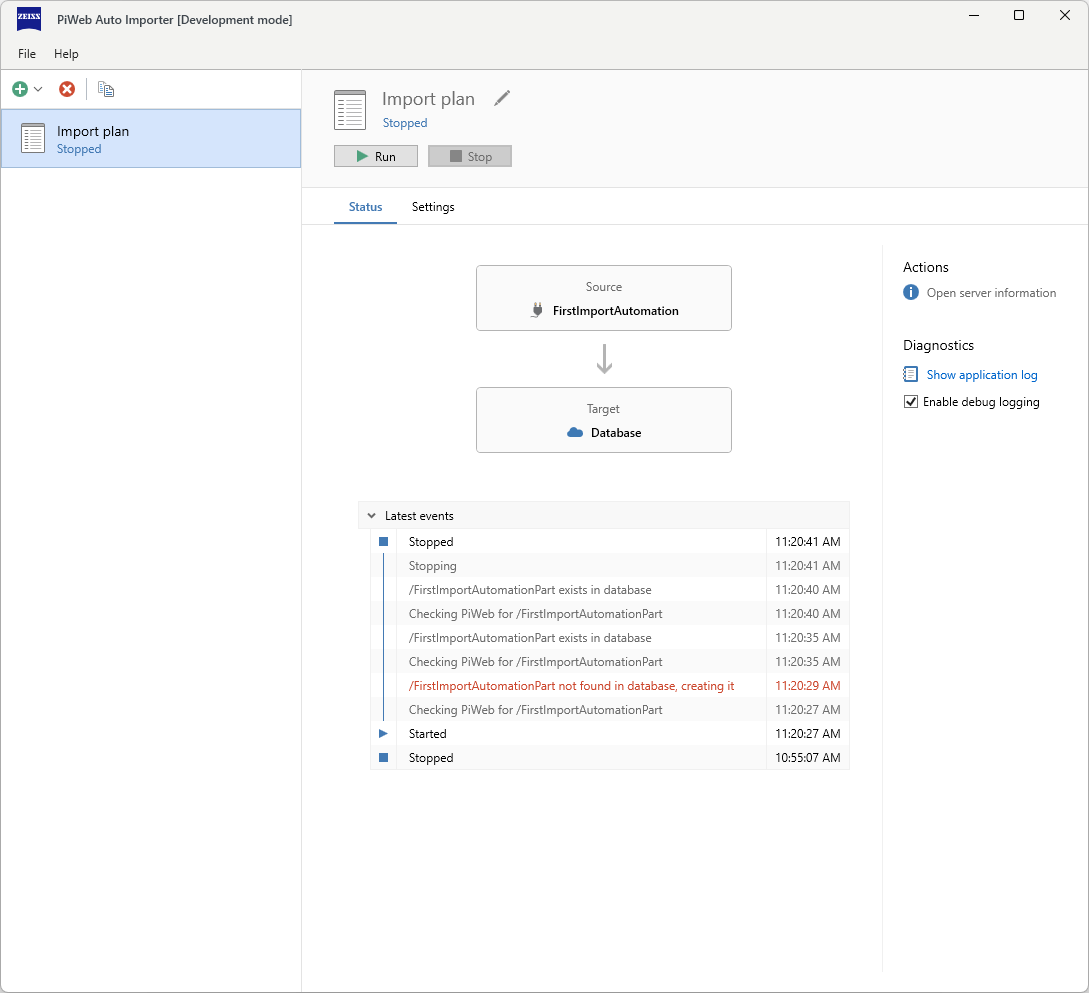 ZEISS
PiWeb Auto Importer [Development mode]
File Help
Import plan
Stopped
Import plan
Stopped
Run Stop
Status Settings
Source
FirstImportAutomation
Target
Database
Latest events
Stopped 11:20:41 AM
Stopping 11:20:41 AM
/FirstImportAutomationPart exists in database 11:20:40 AM
Checking PiWeb for /FirstImportAutomationPart 11:20:40 AM
/FirstImportAutomationPart exists in database 11:20:35 AM
Checking PiWeb for /FirstImportAutomationPart 11:20:35 AM
/FirstImportAutomationPart not found in database, creating it 11:20:29 AM
Checking PiWeb for /FirstImportAutomationPart 11:20:27 AM
Started 11:20:27 AM
Stopped 10:55:07 AM
Actions
Open server information
Diagnostics
Show application log
Enable debug logging